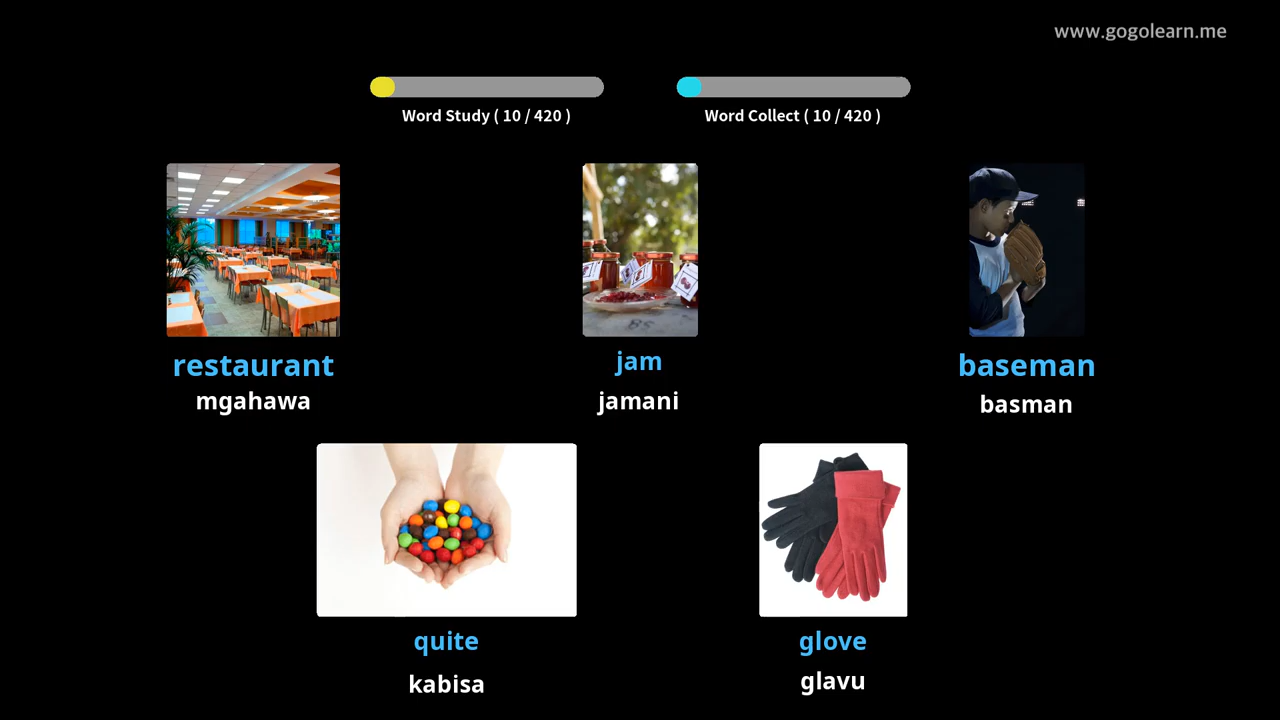 www.gogolearn.me
Word Study ( 10 / 420 )
Word Collect ( 10 / 420 )
restaurant
mgahawa
jam
jamani
baseman
basman
quite
kabisa
glove
glavu